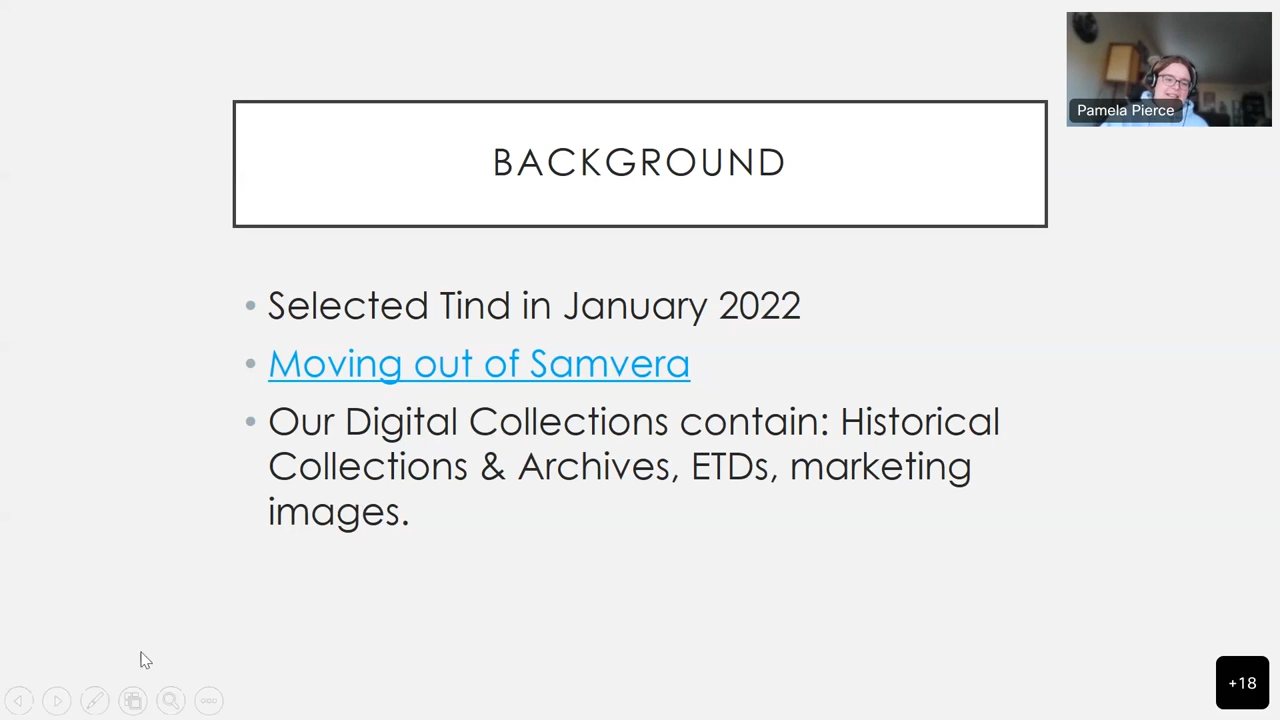 Pamela Pierce
BACKGROUND
• Selected Tind in January 2022
• Moving out of Samvera
• Our Digital Collections contain: Historical
Collections & Archives, ETDs, marketing
images.
+18